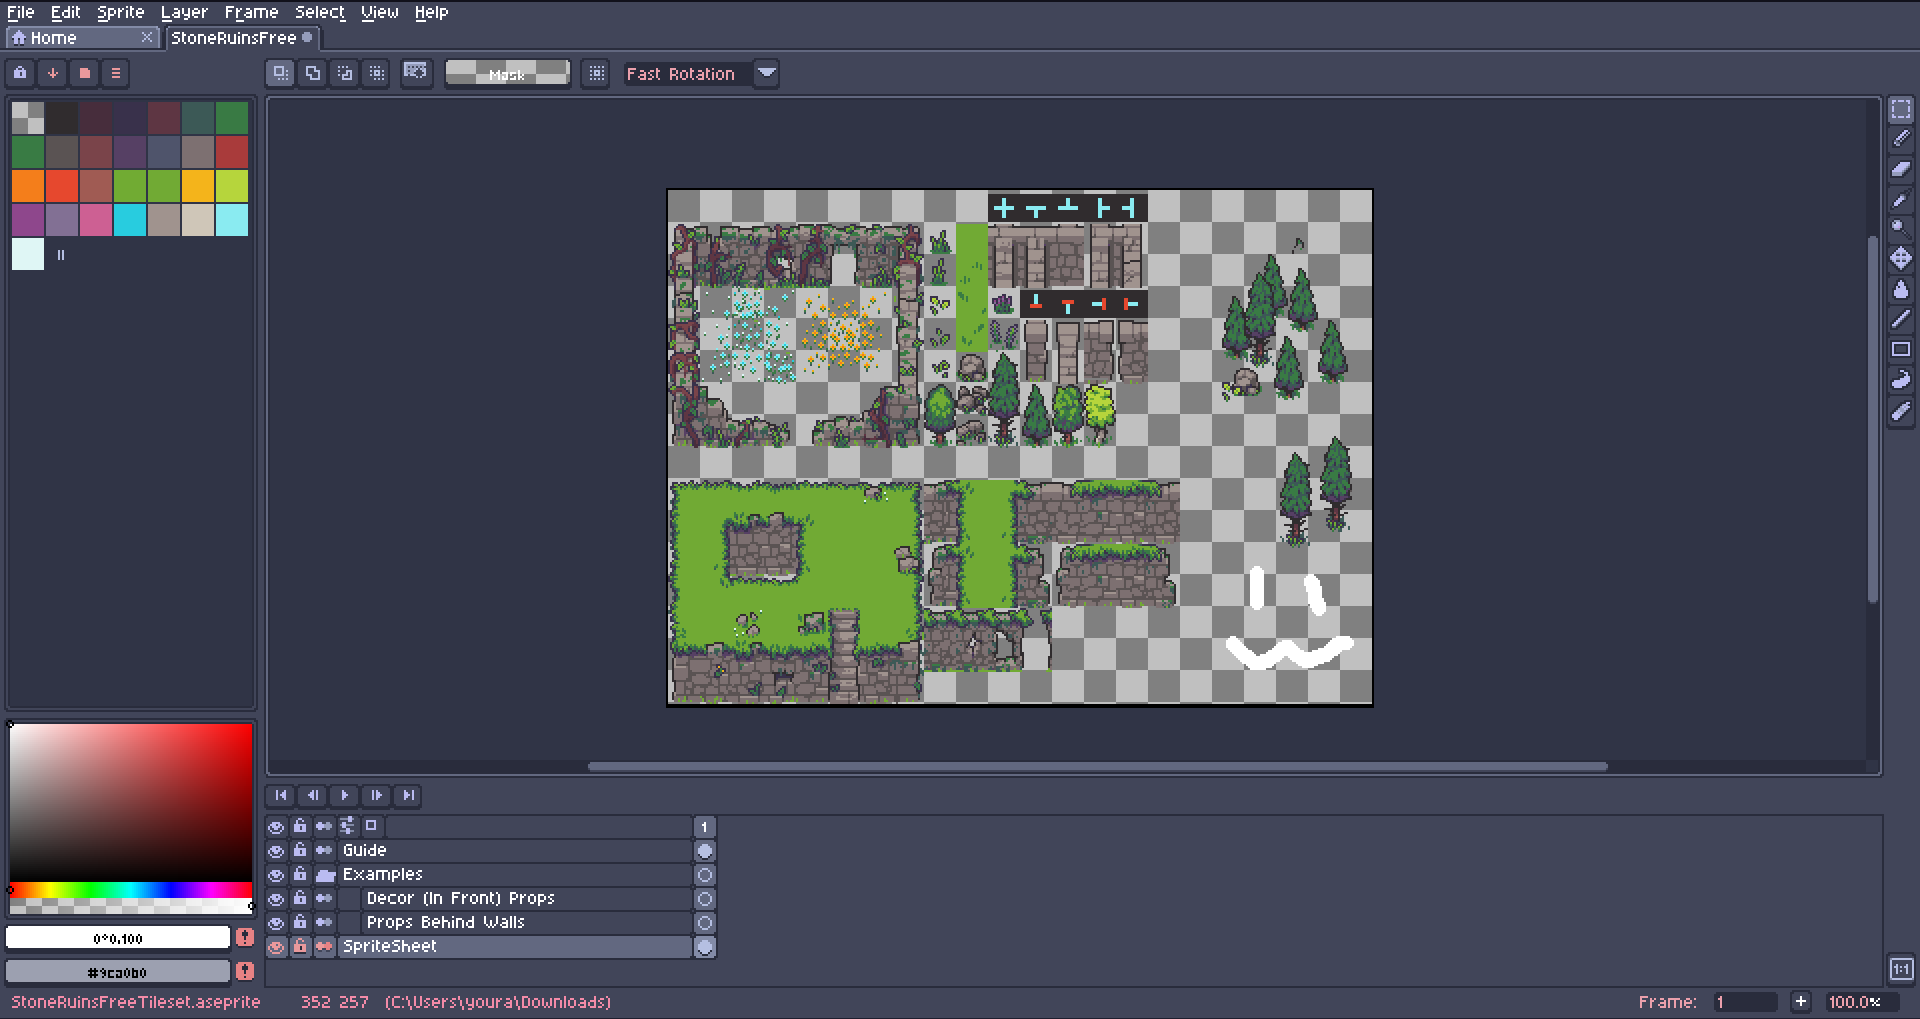 File Edit Sprite Layer Frame Select View Help
Home StoneRuinsFree
Mask Fast Rotation
1
Guide
Examples
Decor (In Front) Props
Props Behind Walls
SpriteSheet
0°0.100
#9ca0b0
StoneRuinsFreeTileset.aseprite 352 257 (C:\Users\youra\Downloads) Frame: 1 + 100.0%
1:1